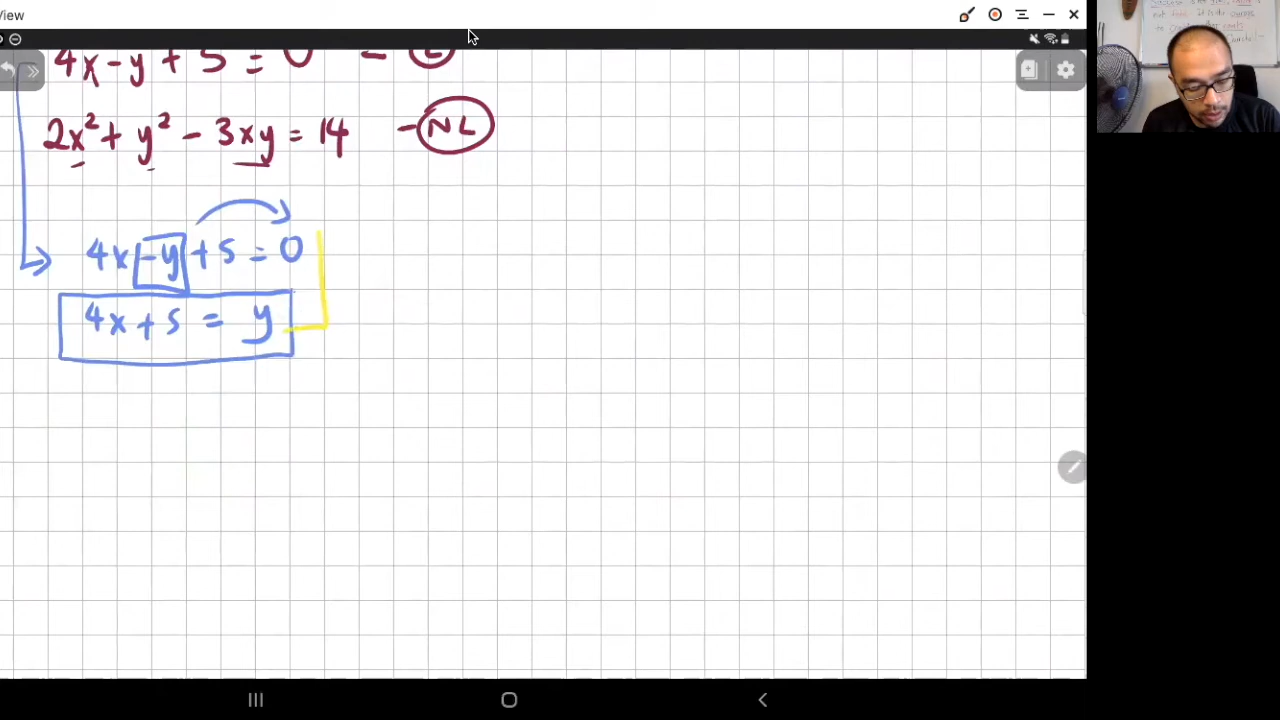 View
4x - y + 5 = 0 - L
2x² + y² - 3xy = 14 - NL
4x - y + 5 = 0
4x + 5 = y